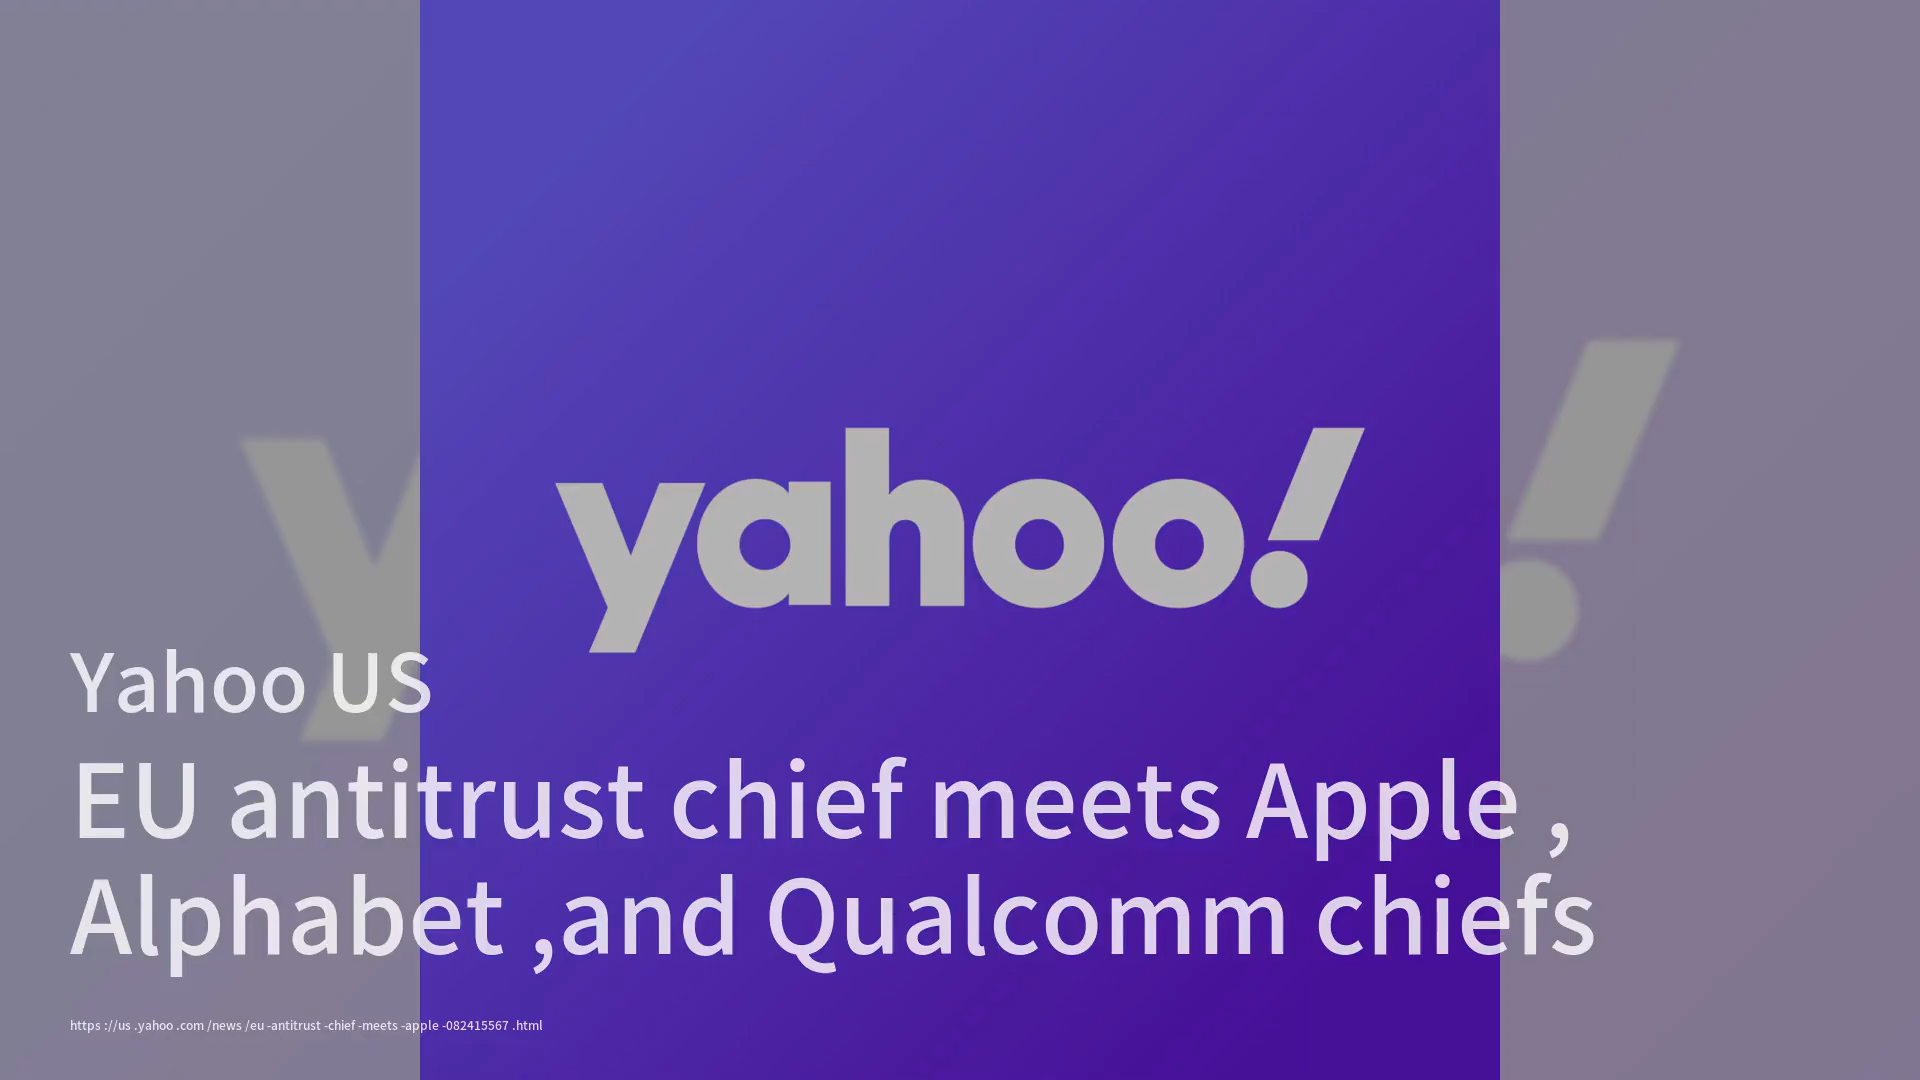 yahoo!
Yahoo US
EU antitrust chief meets Apple ,
Alphabet ,and Qualcomm chiefs
https ://us .yahoo .com /news /eu -antitrust -chief -meets -apple -082415567 .html